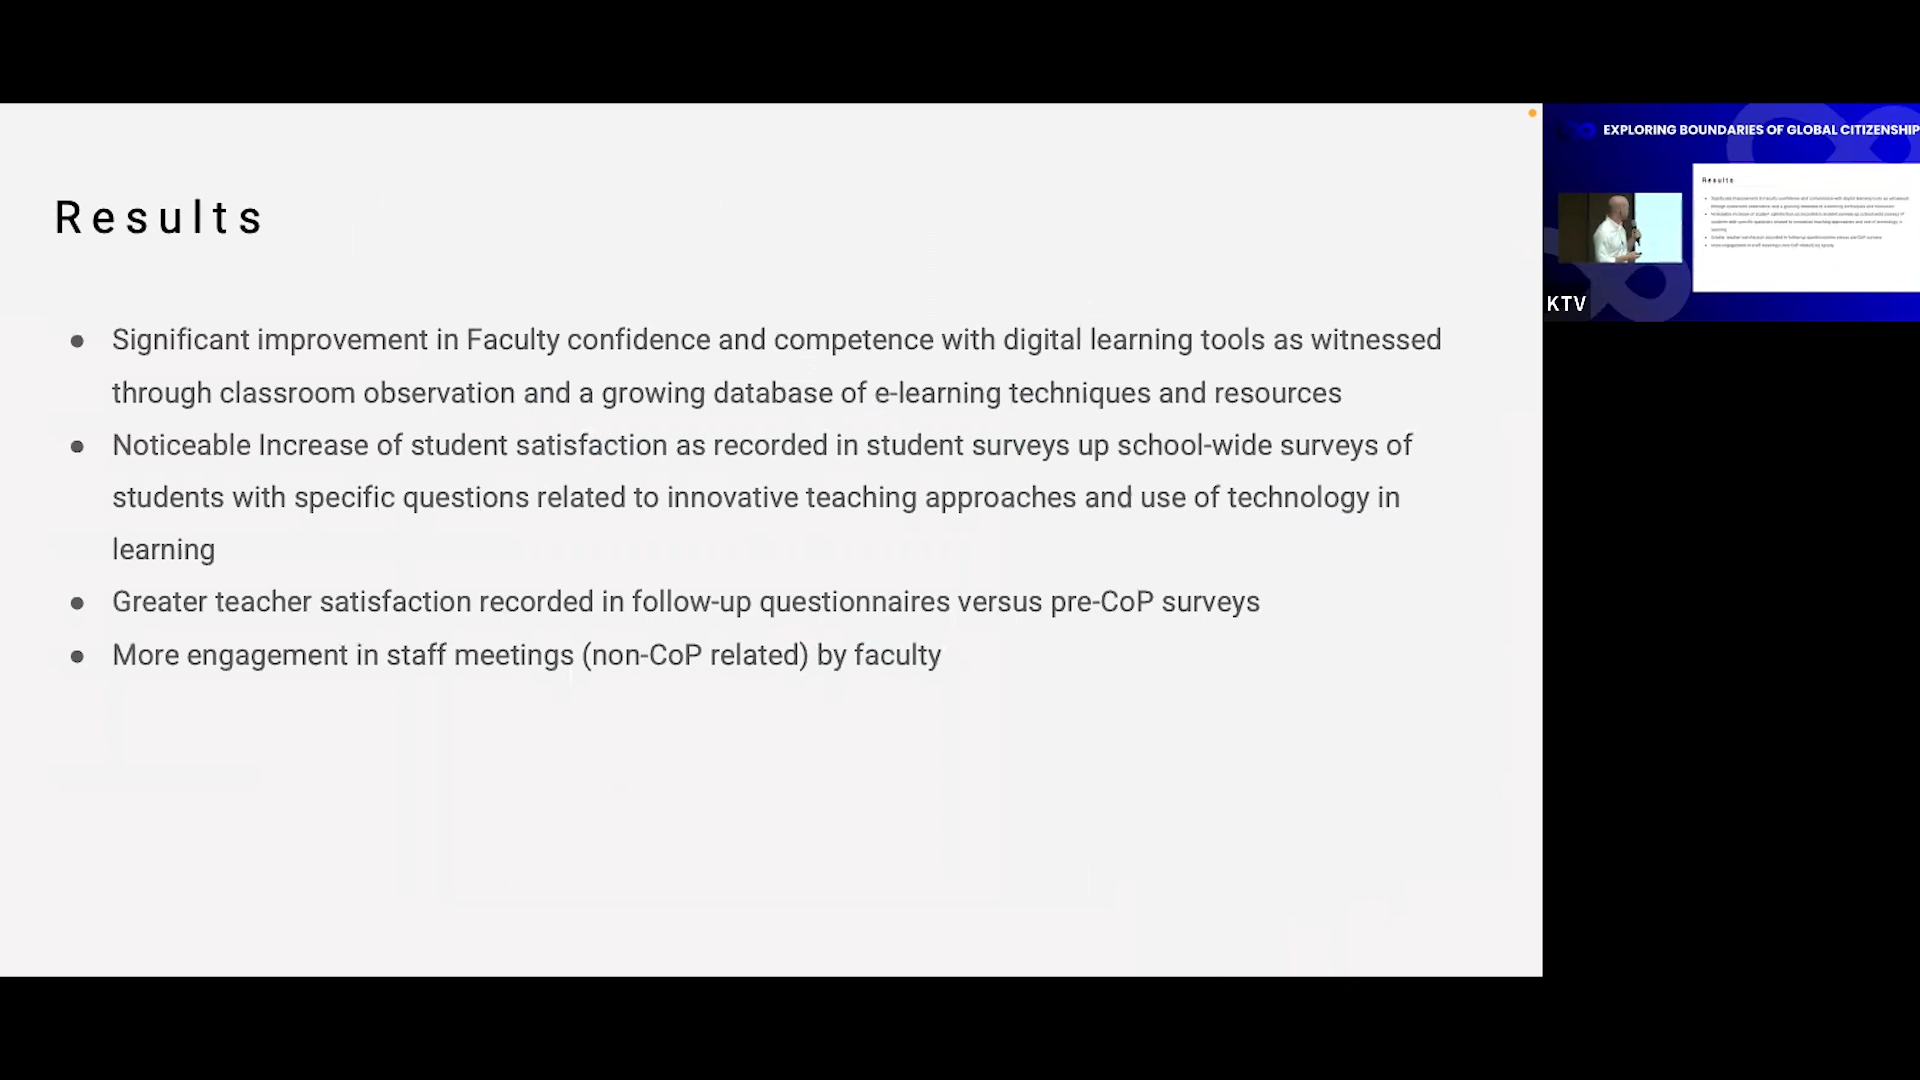 Results
● Significant improvement in Faculty confidence and competence with digital learning tools as witnessed
through classroom observation and a growing database of e-learning techniques and resources
● Noticeable Increase of student satisfaction as recorded in student surveys up school-wide surveys of
students with specific questions related to innovative teaching approaches and use of technology in
learning
● Greater teacher satisfaction recorded in follow-up questionnaires versus pre-CoP surveys
● More engagement in staff meetings (non-CoP related) by faculty
EXPLORING BOUNDARIES OF GLOBAL CITIZENSHIP
Results
KTV